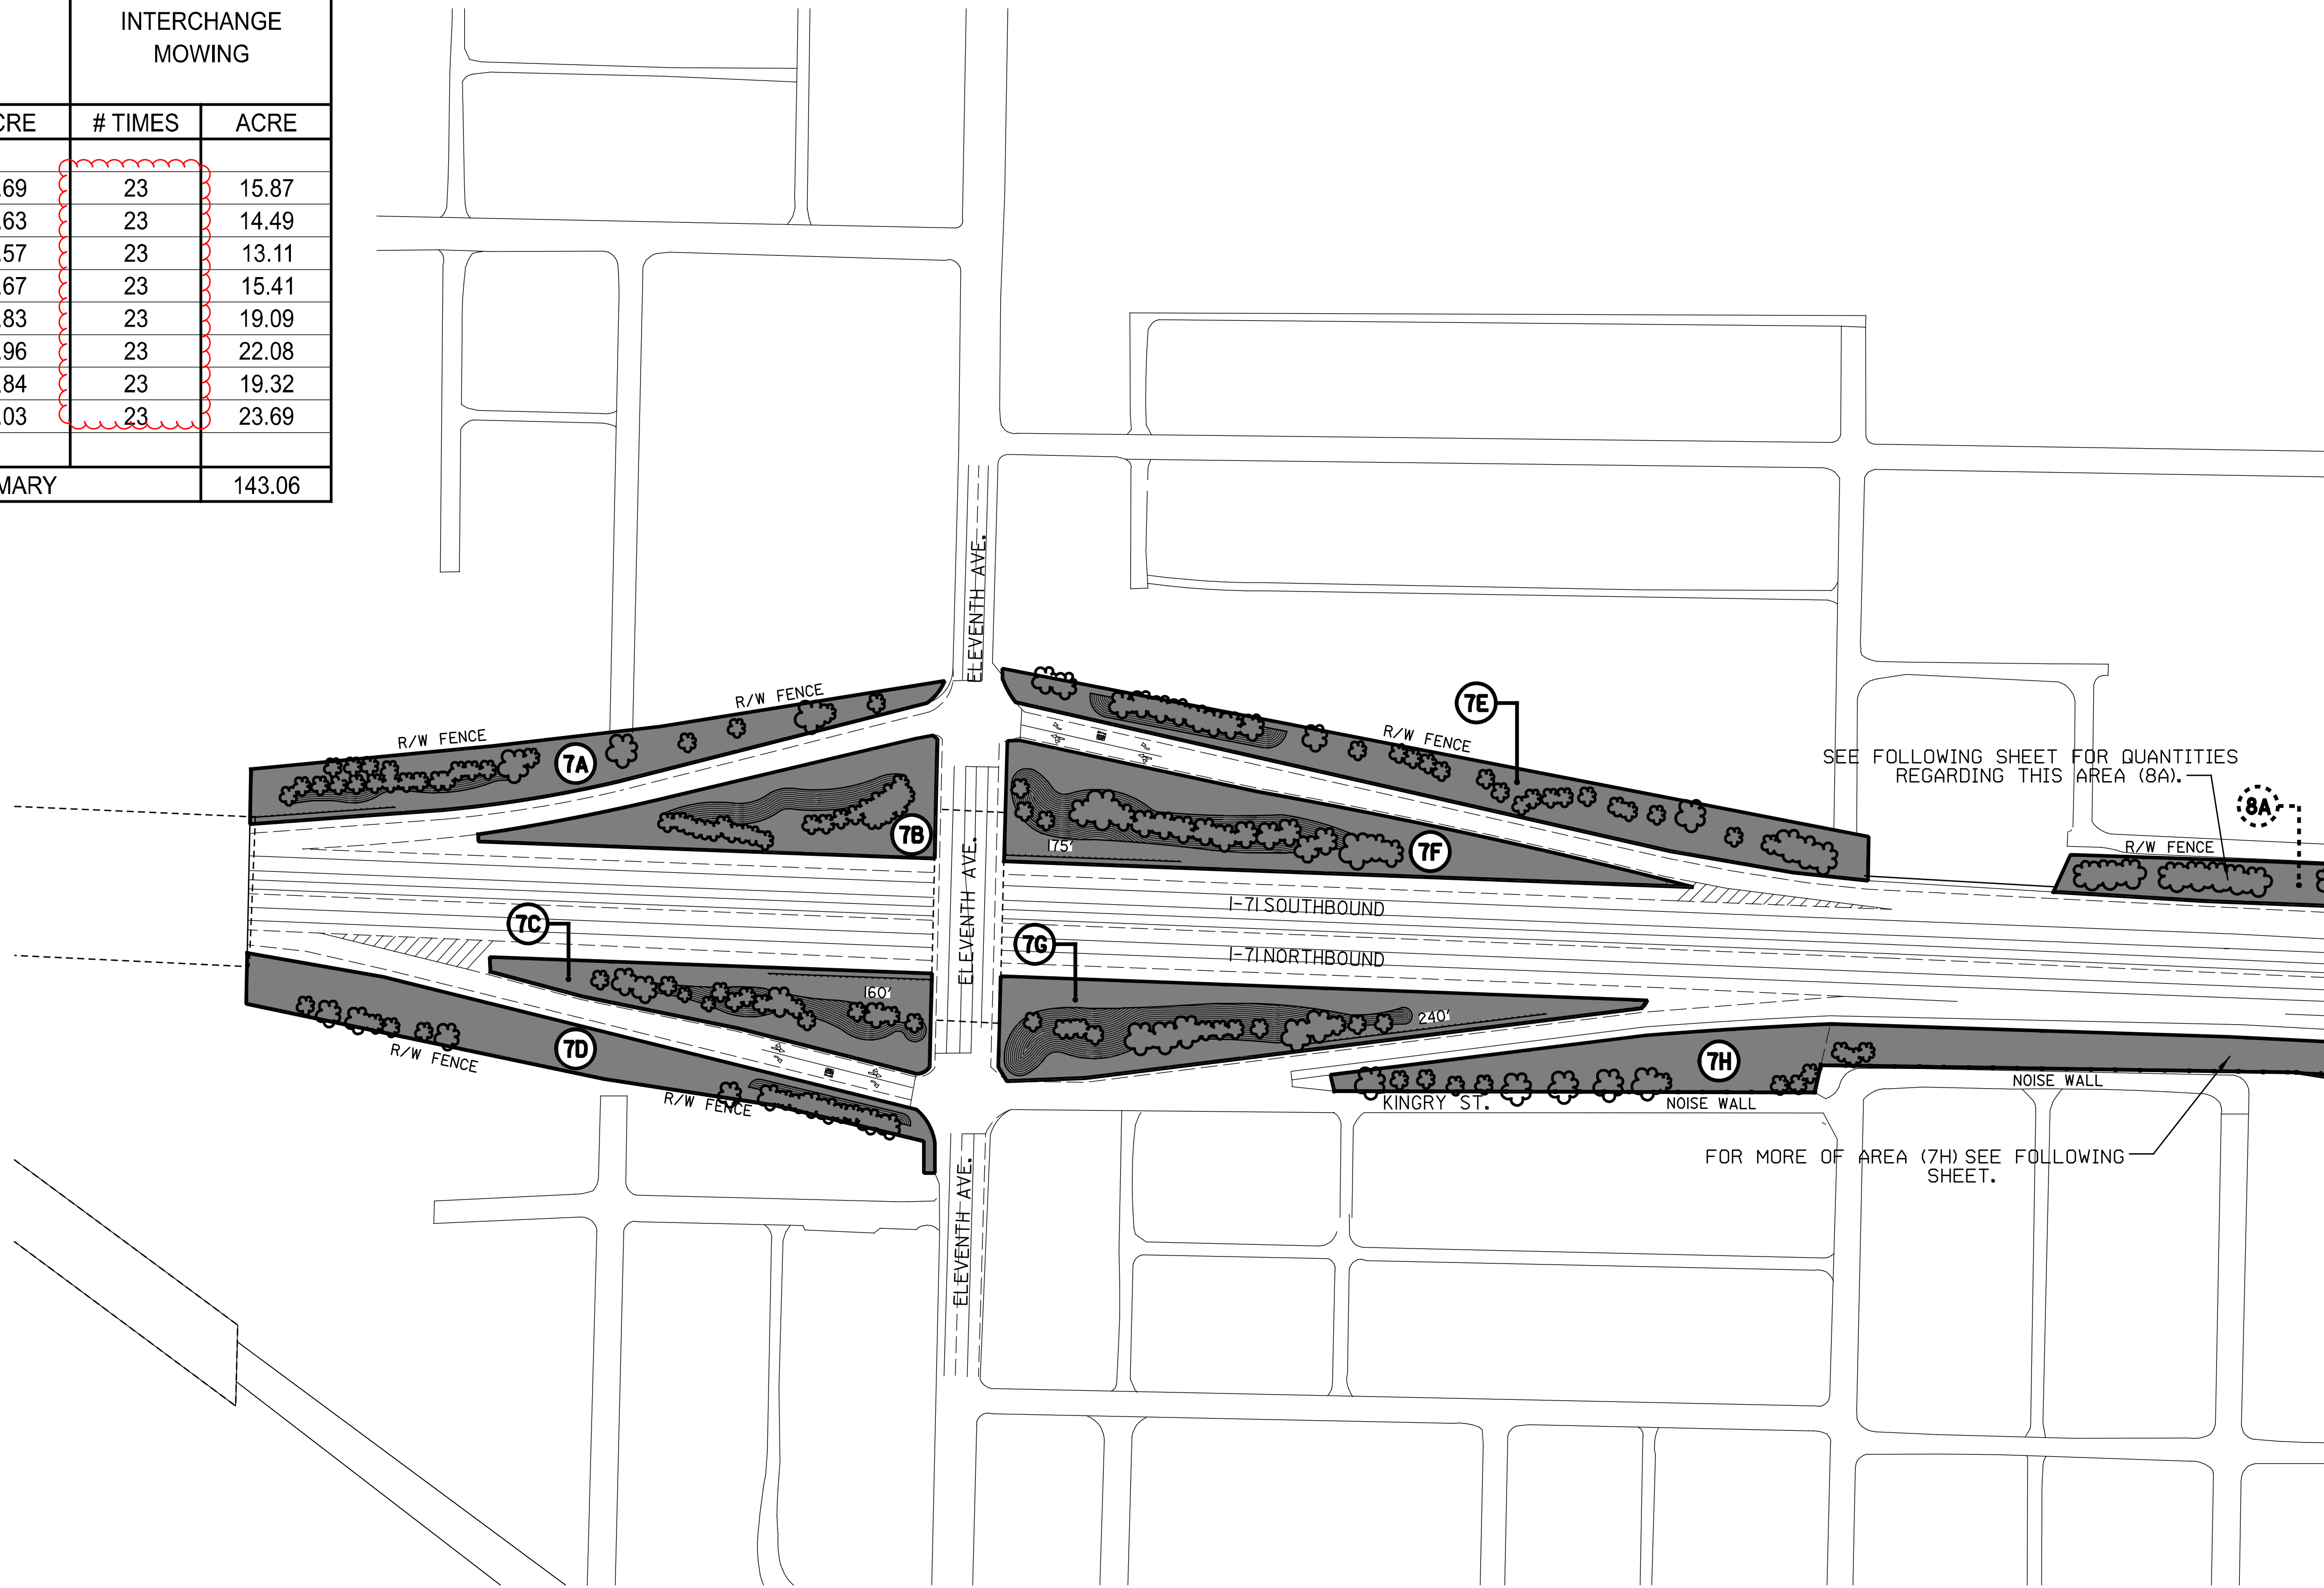 INTERCHANGE
MOWING
CRE # TIMES ACRE
.69 23 15.87
.63 23 14.49
.57 23 13.11
.67 23 15.41
.83 23 19.09
.96 23 22.08
.84 23 19.32
.03 23 23.69
MARY 143.06
ELEVENTH AVE.
R/W FENCE
R/W FENCE
7A
7B
7E
R/W FENCE
SEE FOLLOWING SHEET FOR QUANTITIES
REGARDING THIS AREA (8A).
8A
R/W FENCE
175'
7F
ELEVENTH AVE.
I-71 SOUTHBOUND
7C
7G
I-71 NORTHBOUND
160'
240'
7D
R/W FENCE
R/W FENCE
7H
KINGRY ST.
NOISE WALL
NOISE WALL
FOR MORE OF AREA (7H) SEE FOLLOWING
SHEET.
ELEVENTH AVE.